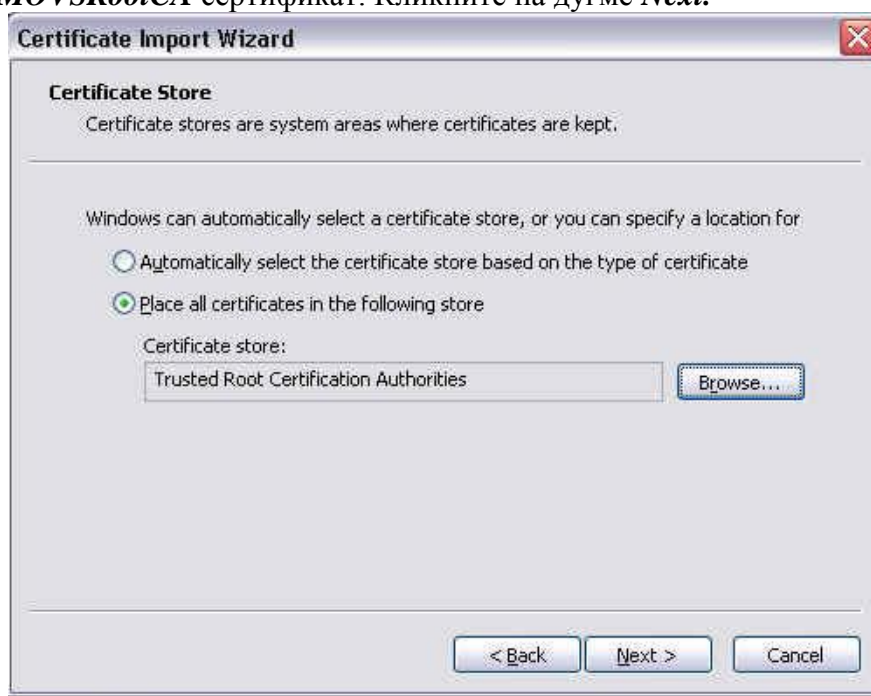 MOVSRootCA сертификат. Кликните на дугме Next.
Certificate Import Wizard
Certificate Store
Certificate stores are system areas where certificates are kept.
Windows can automatically select a certificate store, or you can specify a location for
Automatically select the certificate store based on the type of certificate
Place all certificates in the following store
Certificate store:
Trusted Root Certification Authorities
Browse...
< Back
Next >
Cancel